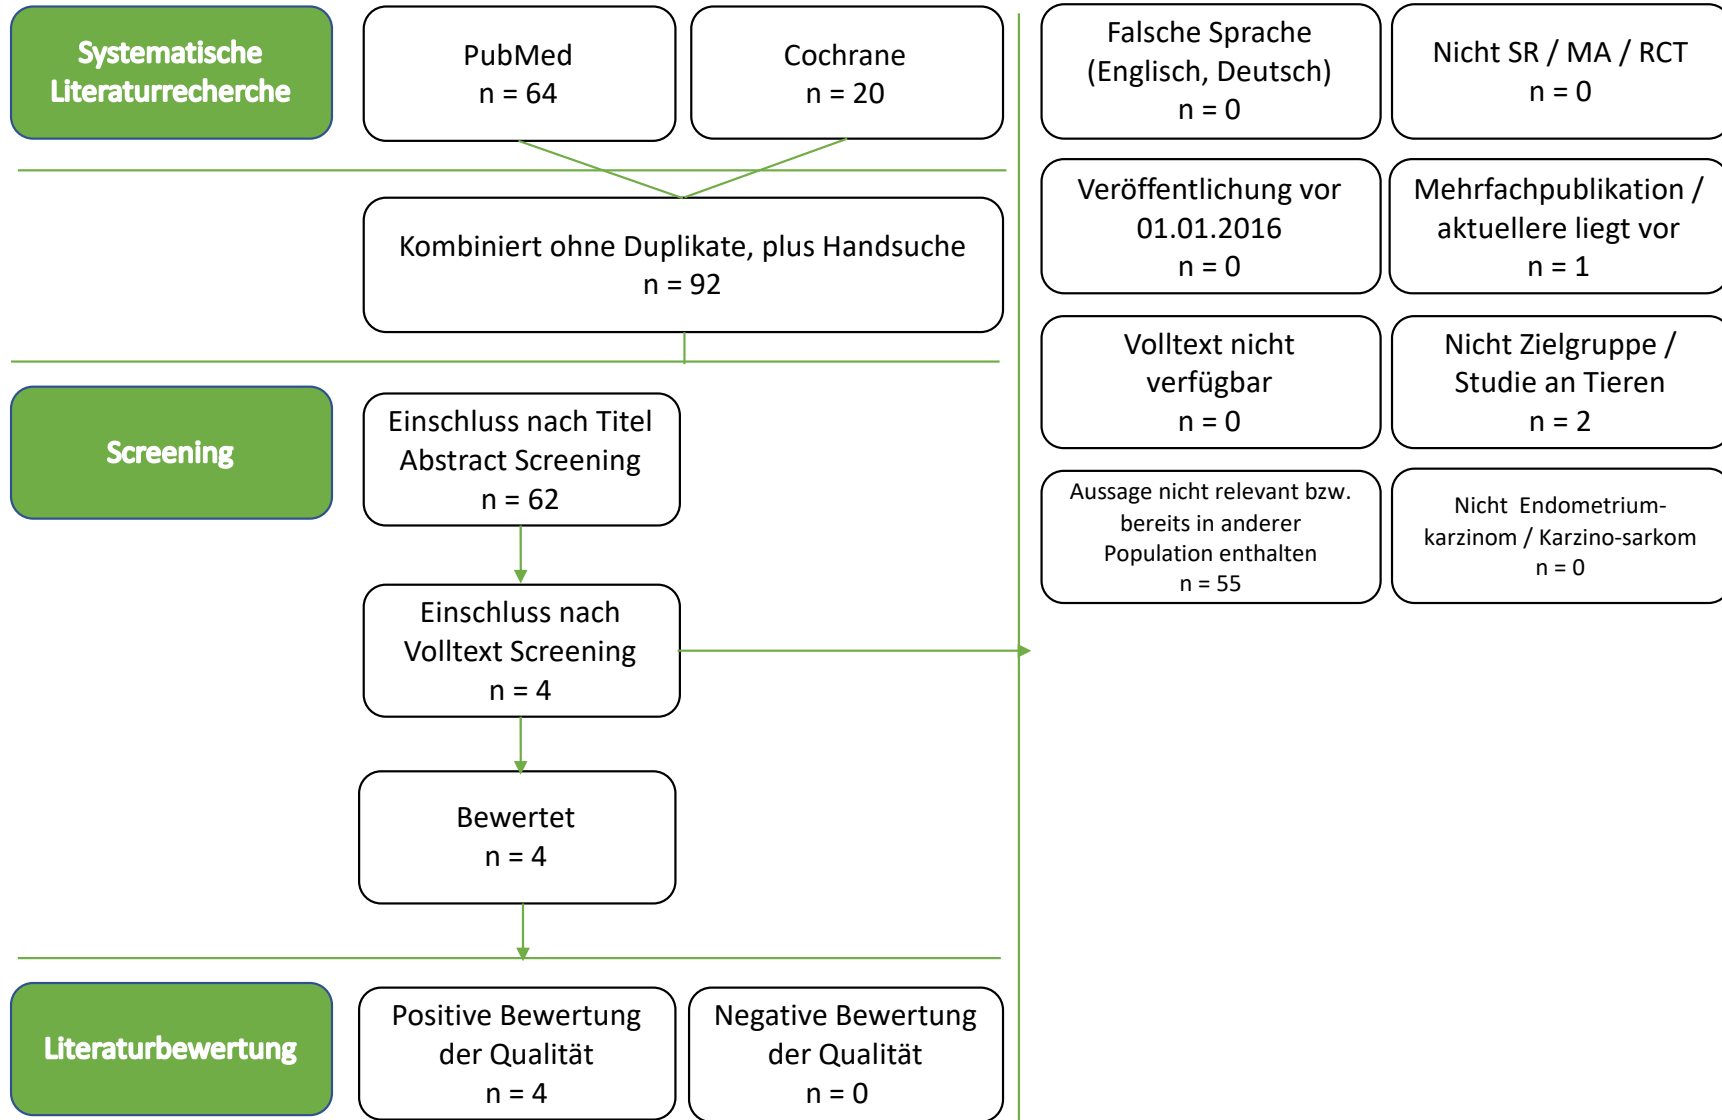 Systematische
Literaturrecherche
PubMed
n = 64
Cochrane
n = 20
Kombiniert ohne Duplikate, plus Handsuche
n = 92
Screening
Einschluss nach Titel
Abstract Screening
n = 62
Einschluss nach
Volltext Screening
n = 4
Bewertet
n = 4
Literaturbewertung
Positive Bewertung
der Qualität
n = 4
Negative Bewertung
der Qualität
n = 0
Falsche Sprache
(Englisch, Deutsch)
n = 0
Nicht SR / MA / RCT
n = 0
Veröffentlichung vor
01.01.2016
n = 0
Mehrfachpublikation /
aktuellere liegt vor
n = 1
Volltext nicht
verfügbar
n = 0
Nicht Zielgruppe /
Studie an Tieren
n = 2
Aussage nicht relevant bzw.
bereits in anderer
Population enthalten
n = 55
Nicht Endometrium-
karzinom / Karzino-sarkom
n = 0